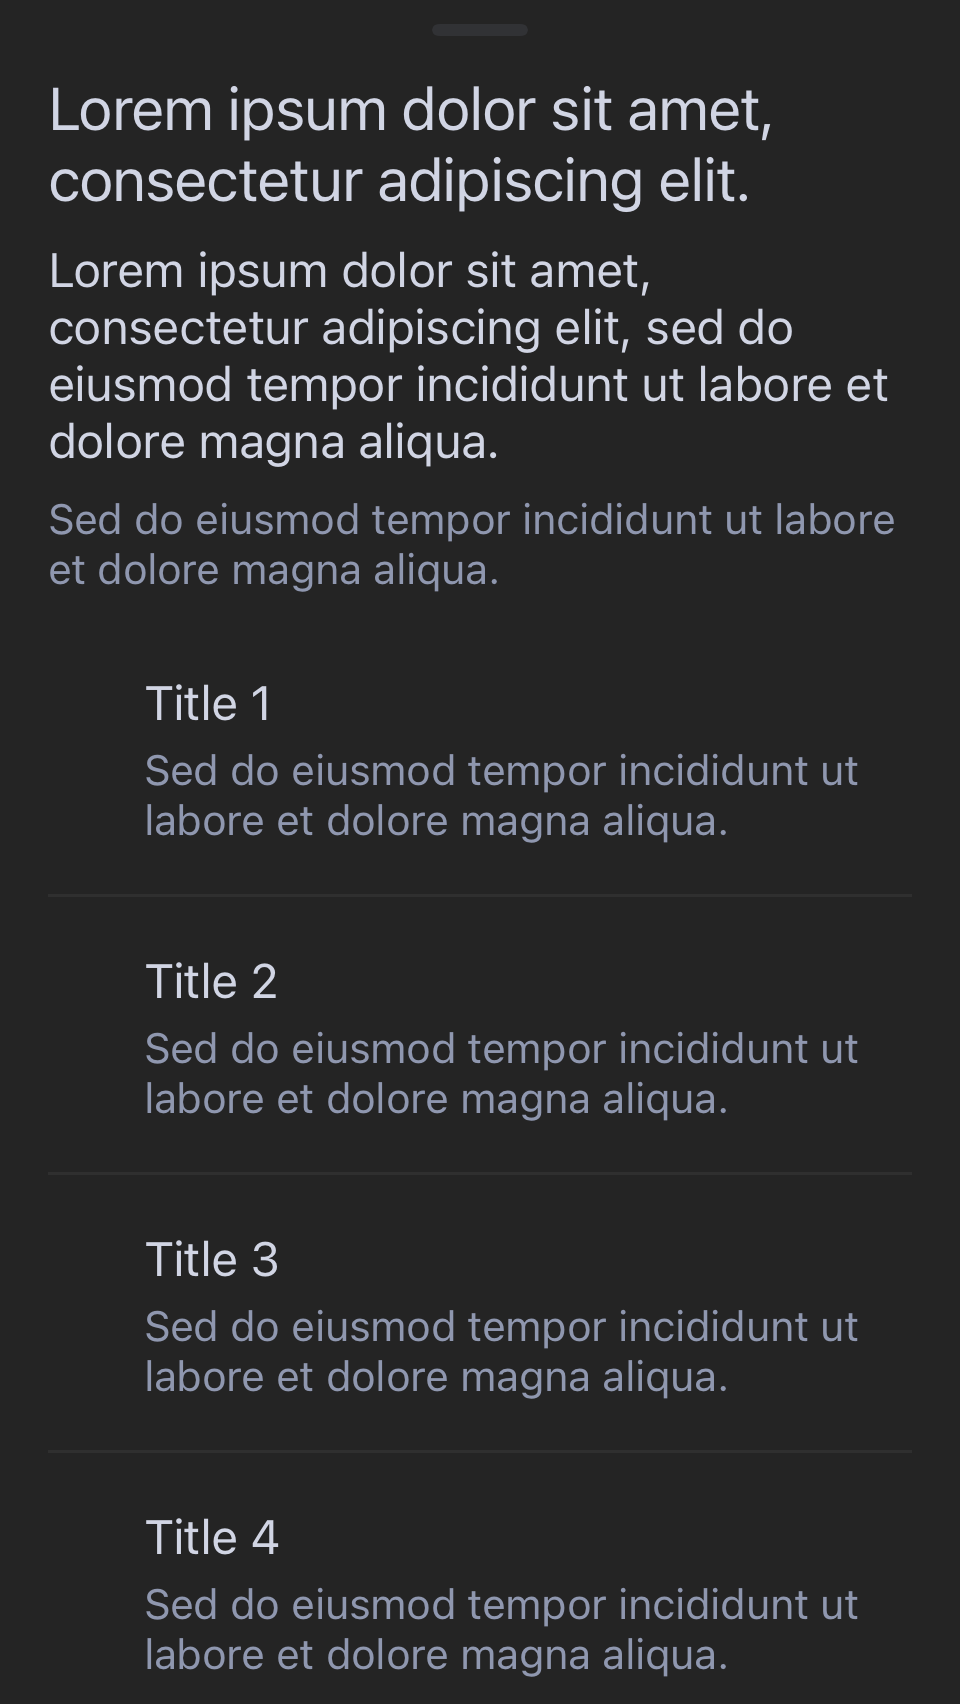 Lorem ipsum dolor sit amet,
consectetur adipiscing elit.
Lorem ipsum dolor sit amet,
consectetur adipiscing elit, sed do
eiusmod tempor incididunt ut labore et
dolore magna aliqua.
Sed do eiusmod tempor incididunt ut labore
et dolore magna aliqua.
Title 1
Sed do eiusmod tempor incididunt ut
labore et dolore magna aliqua.
Title 2
Sed do eiusmod tempor incididunt ut
labore et dolore magna aliqua.
Title 3
Sed do eiusmod tempor incididunt ut
labore et dolore magna aliqua.
Title 4
Sed do eiusmod tempor incididunt ut
labore et dolore magna aliqua.